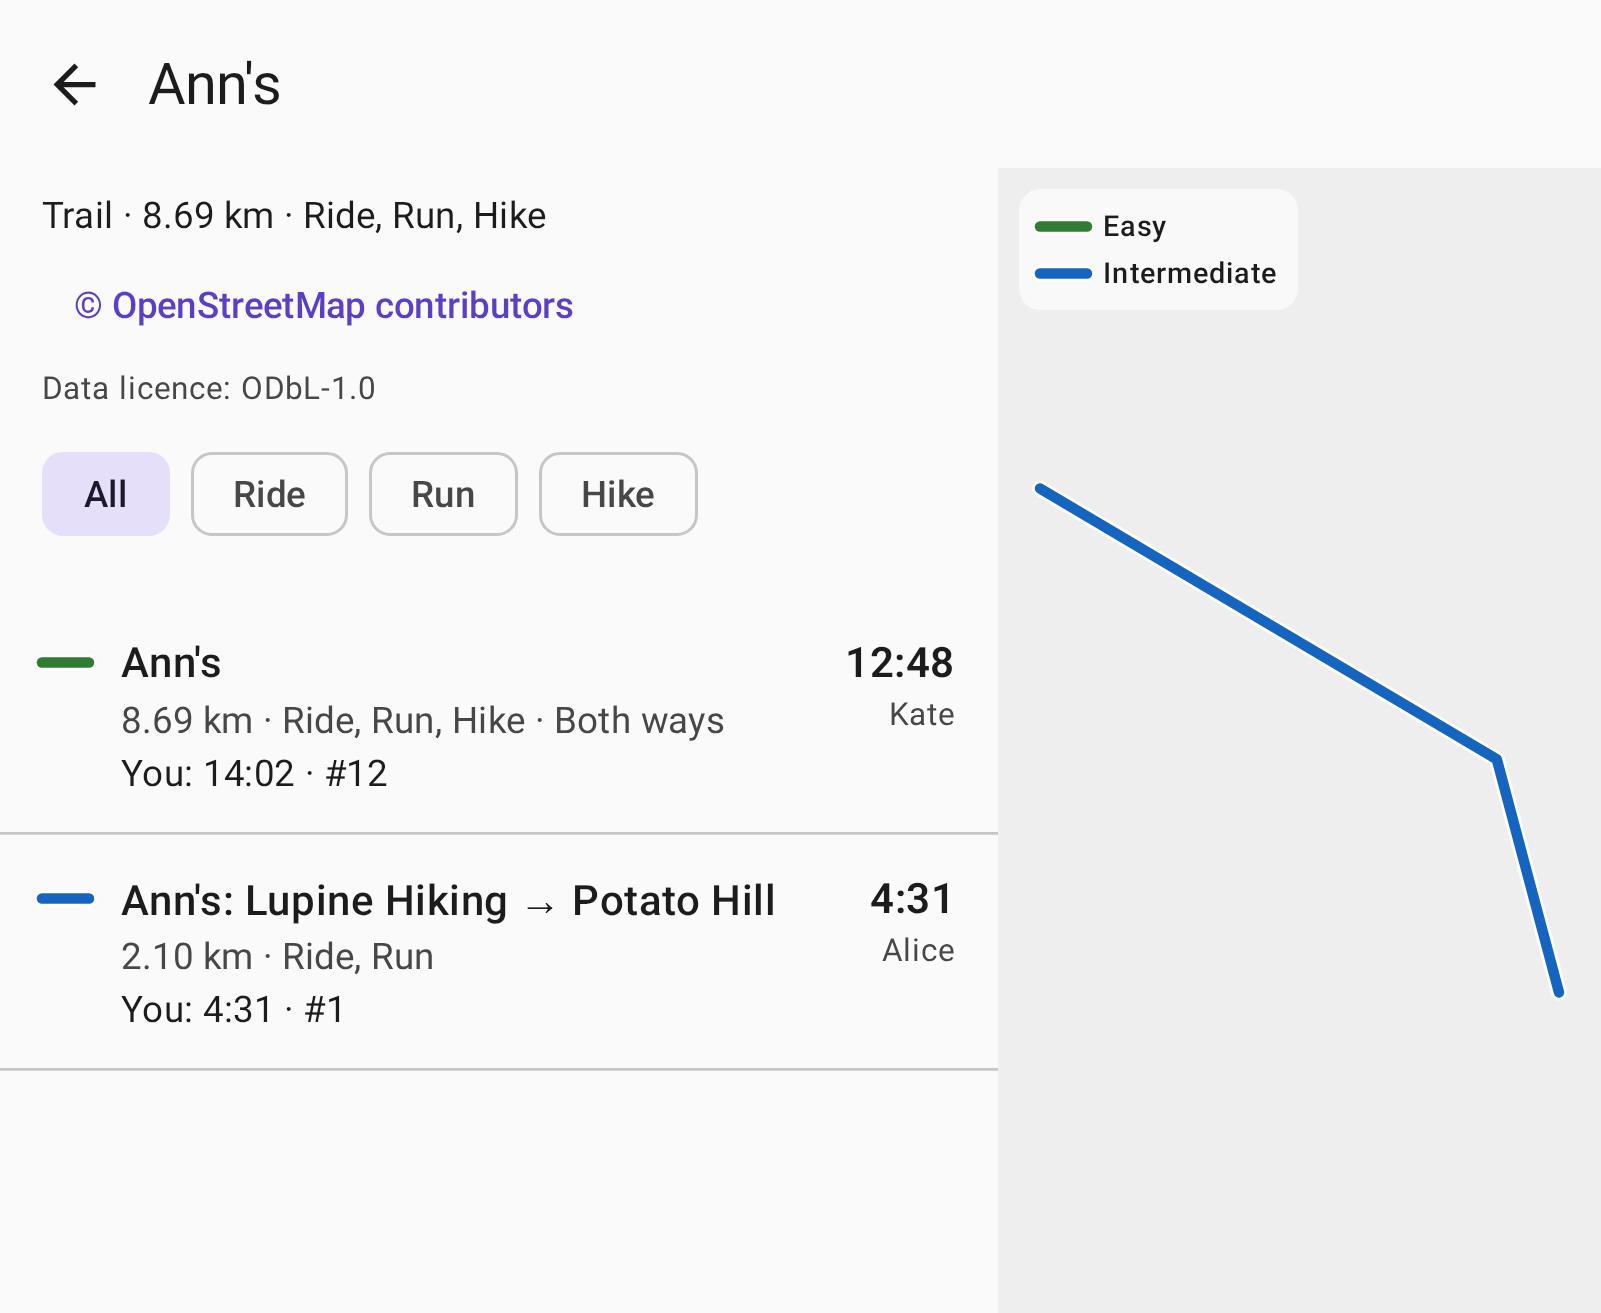 Ann's
Trail · 8.69 km · Ride, Run, Hike
© OpenStreetMap contributors
Data licence: ODbL-1.0
All
Ride
Run
Hike
Ann's
12:48
8.69 km · Ride, Run, Hike · Both ways
Kate
You: 14:02 · #12
Ann's: Lupine Hiking → Potato Hill
4:31
2.10 km · Ride, Run
Alice
You: 4:31 · #1
Easy
Intermediate